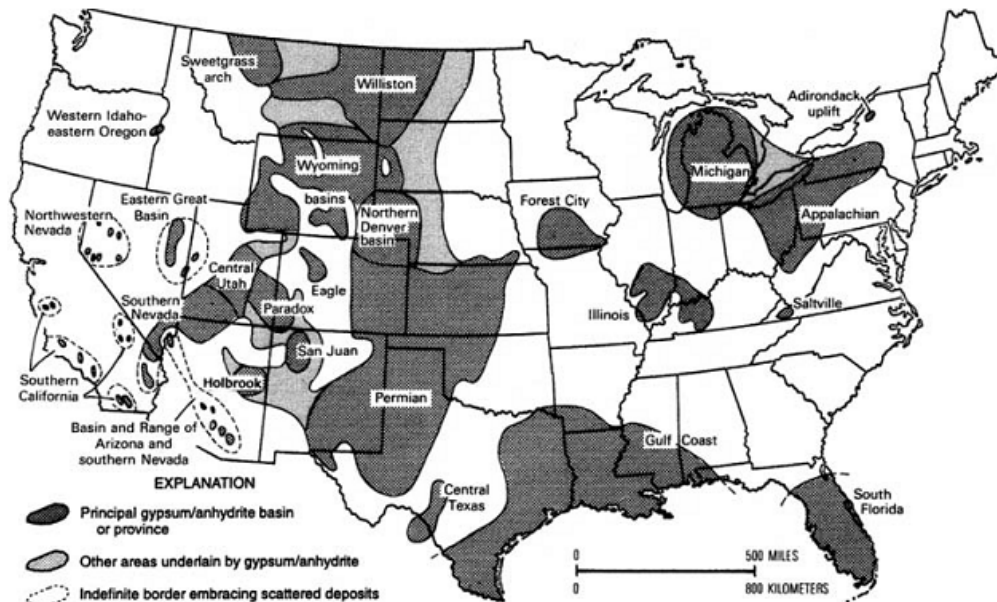 Sweetgrass
arch
Williston
Adirondack
uplift
Western Idaho-
eastern Oregon
Wyoming
basins
Michigan
Eastern Great
Basin
Forest City
Northwestern
Nevada
Northern
Denver
basin
Appalachian
Central
Utah
Eagle
Southern
Nevada
Paradox
Illinois
Saltville
San Juan
Southern
California
Holbrook
Permian
Basin and Range of
Arizona and
southern Nevada
Gulf Coast
Central
Texas
South
Florida
EXPLANATION
Principal gypsum/anhydrite basin
or province
Other areas underlain by gypsum/anhydrite
Indefinite border embracing scattered deposits
0 500 MILES
0 800 KILOMETERS